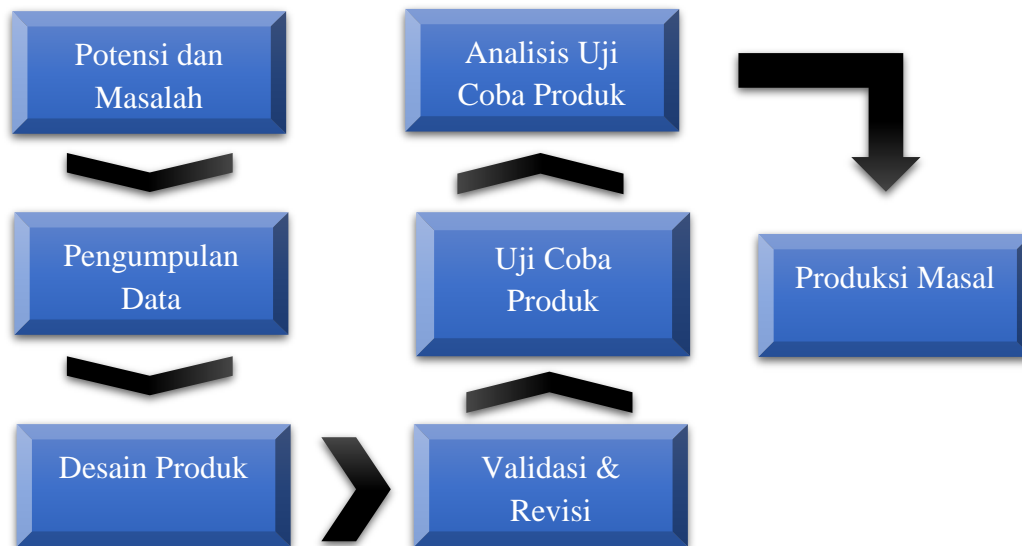 Potensi dan
Masalah
Pengumpulan
Data
Desain Produk
Validasi &
Revisi
Uji Coba
Produk
Analisis Uji
Coba Produk
Produksi Masal